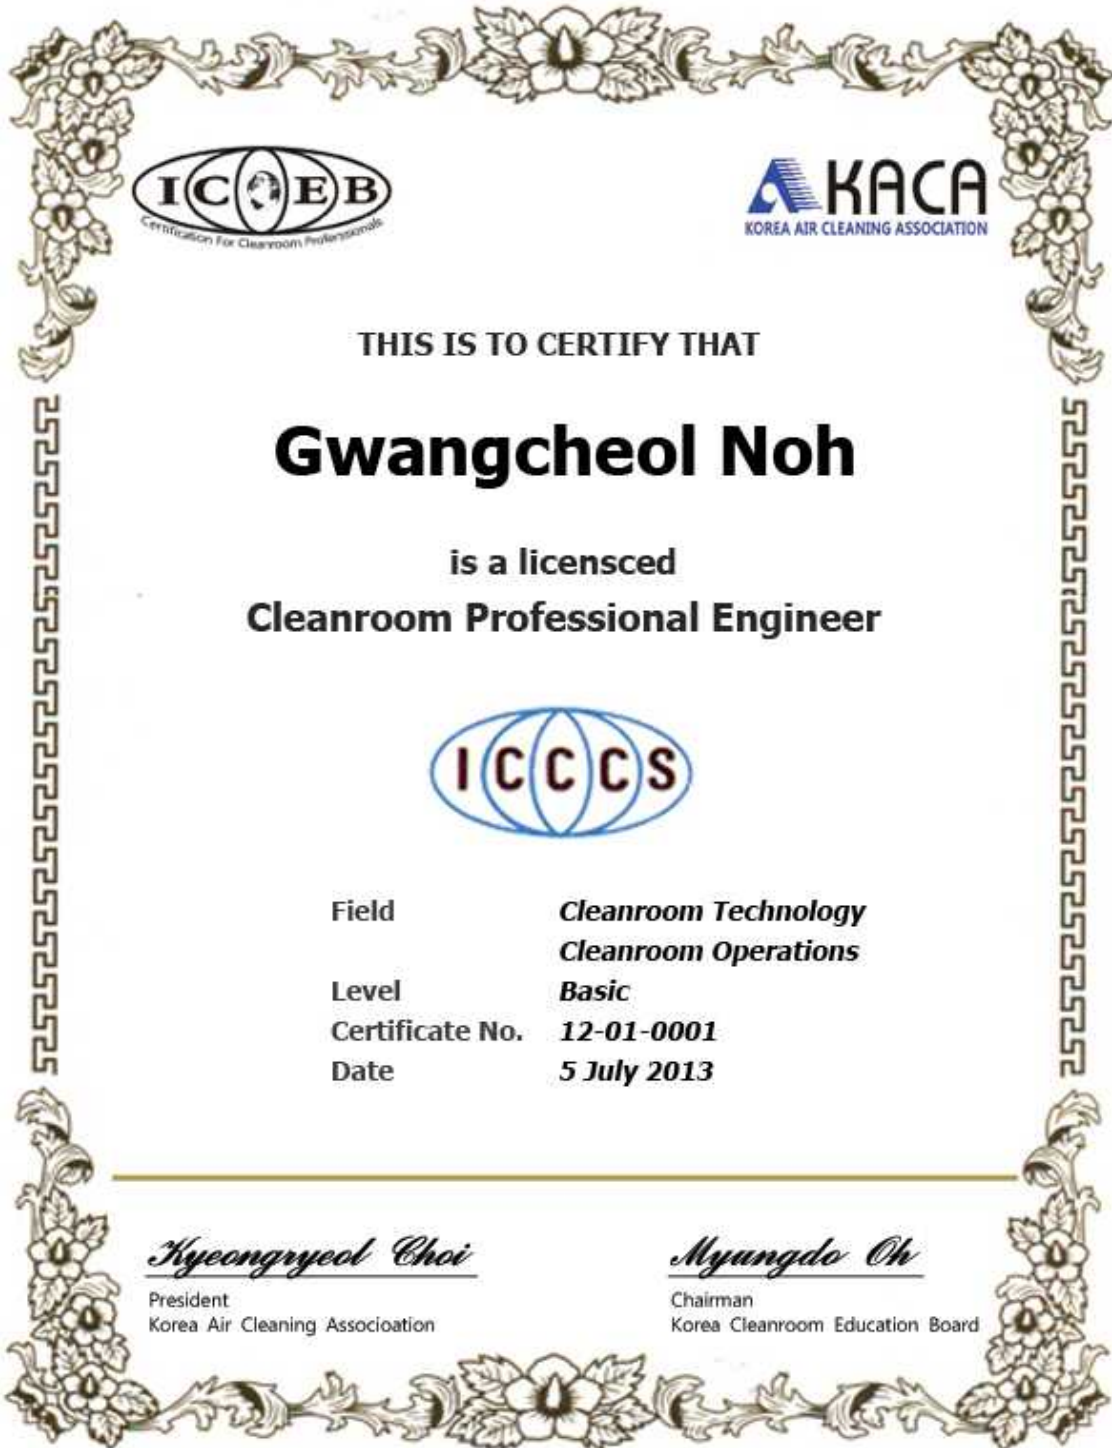 ICEB
Certification For Cleanroom Professionals
KACA
KOREA AIR CLEANING ASSOCIATION
THIS IS TO CERTIFY THAT
Gwangcheol Noh
is a licensced
Cleanroom Professional Engineer
ICCCS
Field Cleanroom Technology
Cleanroom Operations
Level Basic
Certificate No. 12-01-0001
Date 5 July 2013
Kyeongryeol Choi
Myungdo Oh
President
Chairman
Korea Air Cleaning Associoation
Korea Cleanroom Education Board